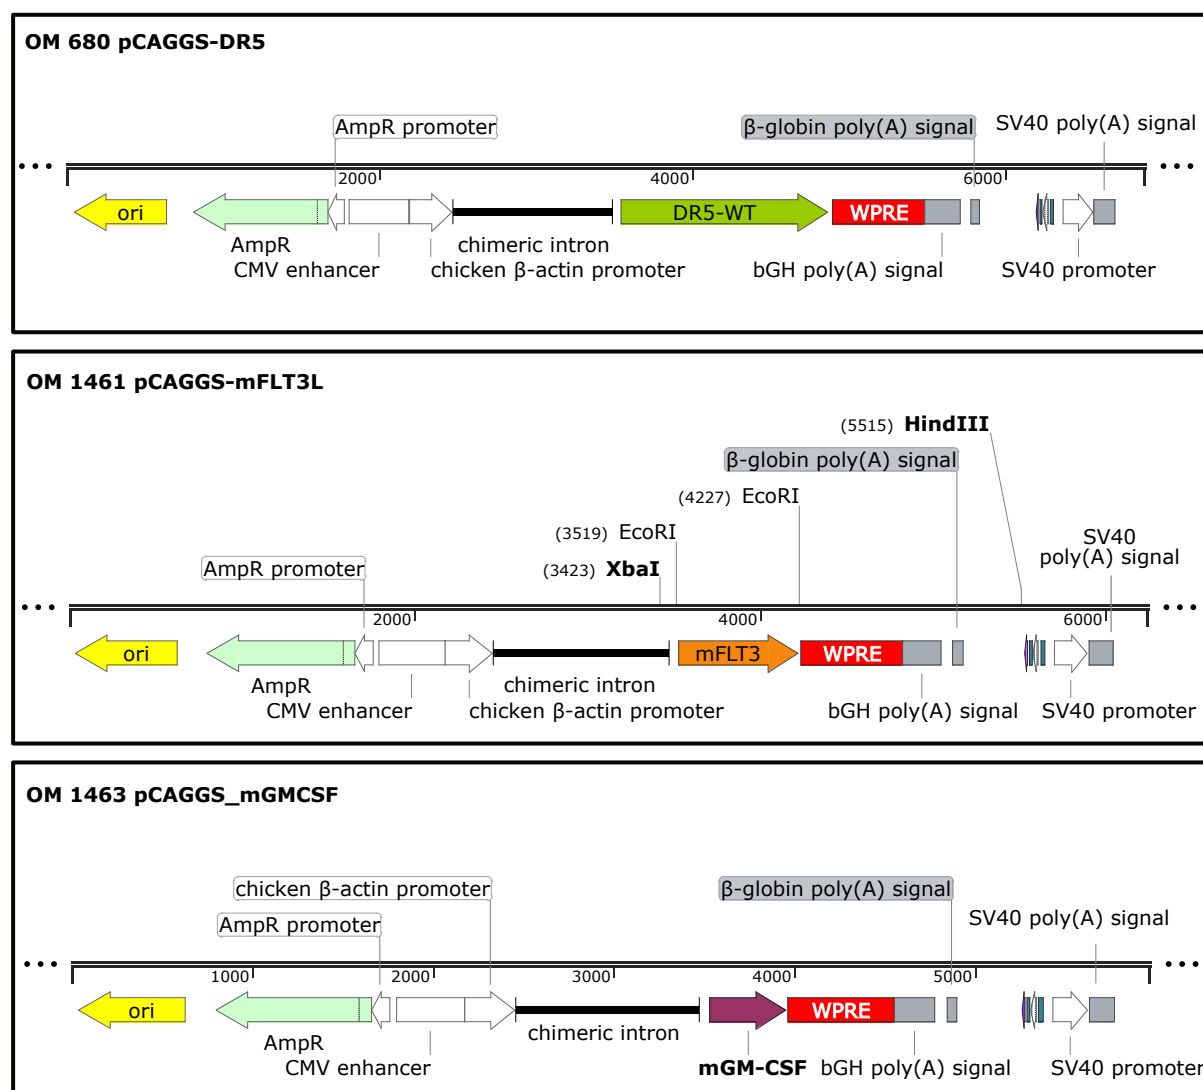 OM 680 pCAGGS-DR5
AmpR promoter
β-globin poly(A) signal
SV40 poly(A) signal
••• 2000 4000 6000 •••
ori
DR5-WT
WPRE
AmpR
chimeric intron
CMV enhancer
chicken β-actin promoter
bGH poly(A) signal
SV40 promoter
OM 1461 pCAGGS-mFLT3L
(5515) HindIII
β-globin poly(A) signal
(4227) EcoRI
(3519) EcoRI
SV40
poly(A) signal
AmpR promoter
(3423) XbaI
••• 2000 4000 6000 •••
ori
mFLT3
WPRE
AmpR
chimeric intron
CMV enhancer
chicken β-actin promoter
bGH poly(A) signal
SV40 promoter
OM 1463 pCAGGS_mGMCSF
chicken β-actin promoter
β-globin poly(A) signal
AmpR promoter
SV40 poly(A) signal
••• 1000 2000 3000 4000 5000 •••
ori
WPRE
AmpR
chimeric intron
CMV enhancer
mGM-CSF
bGH poly(A) signal
SV40 promoter